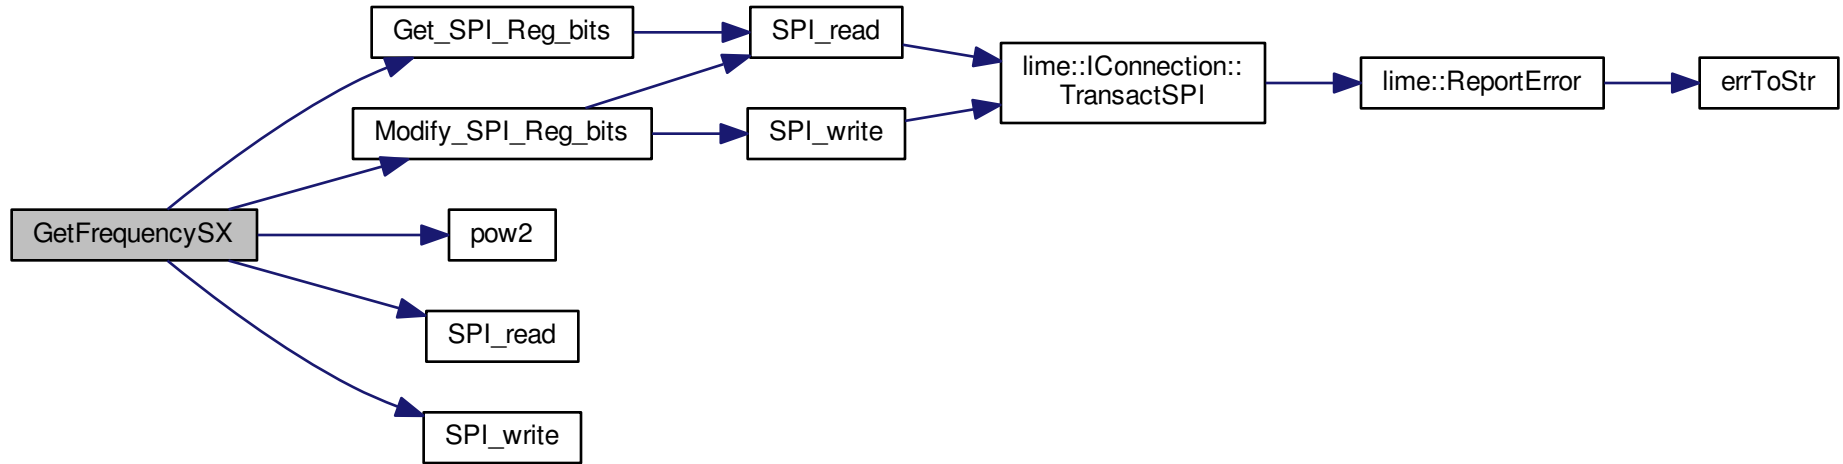 Get_SPI_Reg_bits
SPI_read
lime::IConnection::
TransactSPI
lime::ReportError
errToStr
Modify_SPI_Reg_bits
SPI_write
GetFrequencySX
pow2
SPI_read
SPI_write